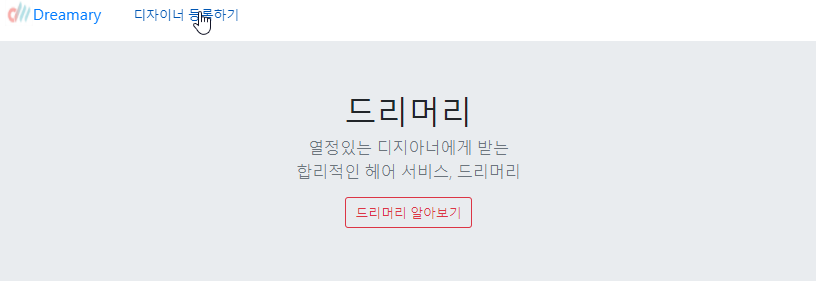 Dreamary 디자이너 등록하기
드리머리
열정있는 디지아너에게 받는
합리적인 헤어 서비스, 드리머리
드리머리 알아보기